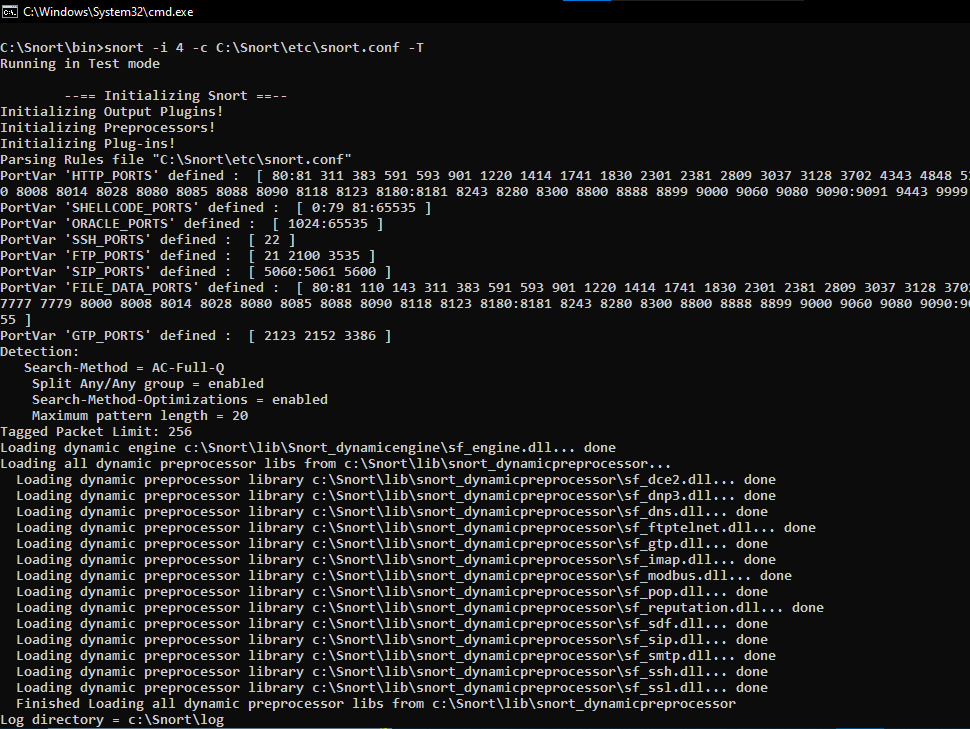 C:\Windows\System32\cmd.exe
C:\Snort\bin>snort -i 4 -c C:\Snort\etc\snort.conf -T
Running in Test mode
--== Initializing Snort ==--
Initializing Output Plugins!
Initializing Preprocessors!
Initializing Plug-ins!
Parsing Rules file "C:\Snort\etc\snort.conf"
PortVar 'HTTP_PORTS' defined :  [ 80:81 311 383 591 593 901 1220 1414 1741 1830 2301 2381 2809 3037 3128 3702 4343 4848
0 8008 8014 8028 8080 8085 8088 8090 8118 8123 8180:8181 8243 8280 8300 8800 8888 8899 9000 9060 9080 9090:9091 9443 9999
PortVar 'SHELLCODE_PORTS' defined :  [ 0:79 81:65535 ]
PortVar 'ORACLE_PORTS' defined :  [ 1024:65535 ]
PortVar 'SSH_PORTS' defined :  [ 22 ]
PortVar 'FTP_PORTS' defined :  [ 21 2100 3535 ]
PortVar 'SIP_PORTS' defined :  [ 5060:5061 5600 ]
PortVar 'FILE_DATA_PORTS' defined :  [ 80:81 110 143 311 383 591 593 901 1220 1414 1741 1830 2301 2381 2809 3037 3128
7777 7779 8000 8008 8014 8028 8080 8085 8088 8090 8118 8123 8180:8181 8243 8280 8300 8800 8888 8899 9000 9060 9080
55 ]
PortVar 'GTP_PORTS' defined :  [ 2123 2152 3386 ]
Detection:
Search-Method = AC-Full-Q
Split Any/Any group = enabled
Search-Method-Optimizations = enabled
Maximum pattern length = 20
Tagged Packet Limit: 256
Loading dynamic engine c:\Snort\lib\Snort_dynamicengine\sf_engine.dll... done
Loading all dynamic preprocessor libs from c:\Snort\lib\snort_dynamicpreprocessor...
Loading dynamic preprocessor library c:\Snort\lib\snort_dynamicpreprocessor\sf_dce2.dll... done
Loading dynamic preprocessor library c:\Snort\lib\snort_dynamicpreprocessor\sf_dnp3.dll... done
Loading dynamic preprocessor library c:\Snort\lib\snort_dynamicpreprocessor\sf_dns.dll... done
Loading dynamic preprocessor library c:\Snort\lib\snort_dynamicpreprocessor\sf_ftptelnet.dll... done
Loading dynamic preprocessor library c:\Snort\lib\snort_dynamicpreprocessor\sf_gtp.dll... done
Loading dynamic preprocessor library c:\Snort\lib\snort_dynamicpreprocessor\sf_imap.dll... done
Loading dynamic preprocessor library c:\Snort\lib\snort_dynamicpreprocessor\sf_modbus.dll... done
Loading dynamic preprocessor library c:\Snort\lib\snort_dynamicpreprocessor\sf_pop.dll... done
Loading dynamic preprocessor library c:\Snort\lib\snort_dynamicpreprocessor\sf_reputation.dll... done
Loading dynamic preprocessor library c:\Snort\lib\snort_dynamicpreprocessor\sf_sdf.dll... done
Loading dynamic preprocessor library c:\Snort\lib\snort_dynamicpreprocessor\sf_sip.dll... done
Loading dynamic preprocessor library c:\Snort\lib\snort_dynamicpreprocessor\sf_smtp.dll... done
Loading dynamic preprocessor library c:\Snort\lib\snort_dynamicpreprocessor\sf_ssh.dll... done
Loading dynamic preprocessor library c:\Snort\lib\snort_dynamicpreprocessor\sf_ssl.dll... done
Finished Loading all dynamic preprocessor libs from c:\Snort\lib\snort_dynamicpreprocessor
Log directory = c:\Snort\log